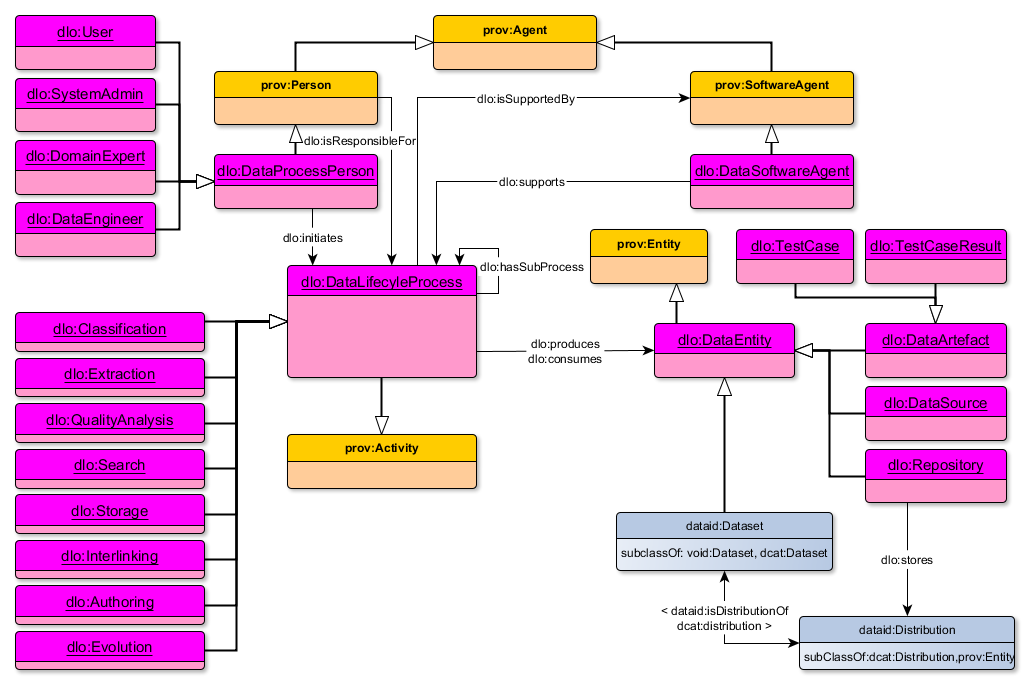 dlo:User
prov:Agent
dlo:SystemAdmin
prov:Person
dlo:isSupportedBy
prov:SoftwareAgent
dlo:isResponsibleFor
dlo:DomainExpert
dlo:DataProcessPerson
dlo:supports
dlo:DataSoftwareAgent
dlo:DataEngineer
dlo:initiates
prov:Entity
dlo:TestCase
dlo:TestCaseResult
dlo:hasSubProcess
dlo:DataLifecyleProcess
dlo:Classification
dlo:produces
dlo:consumes
dlo:DataEntity
dlo:DataArtefact
dlo:Extraction
dlo:DataSource
dlo:QualityAnalysis
prov:Activity
dlo:Search
dlo:Repository
dlo:Storage
dataid:Dataset
subclassOf: void:Dataset, dcat:Dataset
dlo:Interlinking
dlo:stores
dlo:Authoring
< dataid:isDistributionOf
dcat:distribution >
dlo:Evolution
dataid:Distribution
subClassOf:dcat:Distribution,prov:Entity